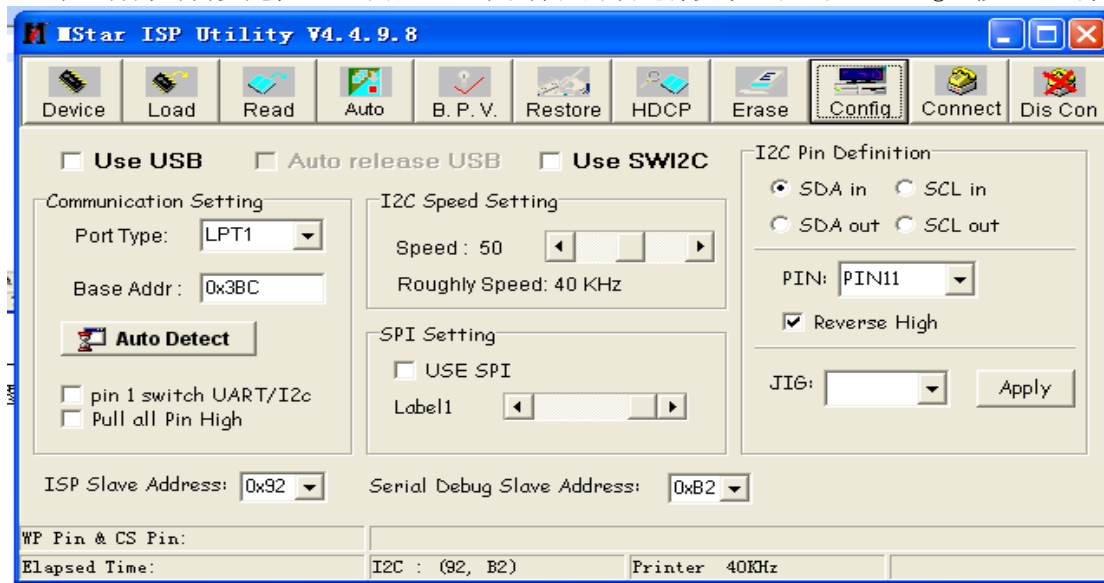 MStar ISP Utility V4.4.9.8
Device Load Read Auto B.P.V. Restore HDCP Erase Config Connect Dis Con
Use USB Auto release USB Use SWI2C
I2C Pin Definition
SDA in SCL in
SDA out SCL out
PIN: PIN11
Reverse High
JIG: Apply
Communication Setting
Port Type: LPT1
Base Addr : 0x3BC
Auto Detect
pin 1 switch UART/I2c
Pull all Pin High
I2C Speed Setting
Speed : 50
Roughly Speed: 40 KHz
SPI Setting
USE SPI
Label1
ISP Slave Address: 0x92 Serial Debug Slave Address: 0xB2
WP Pin & CS Pin:
Elapsed Time: I2C : (92, B2) Printer 40KHz